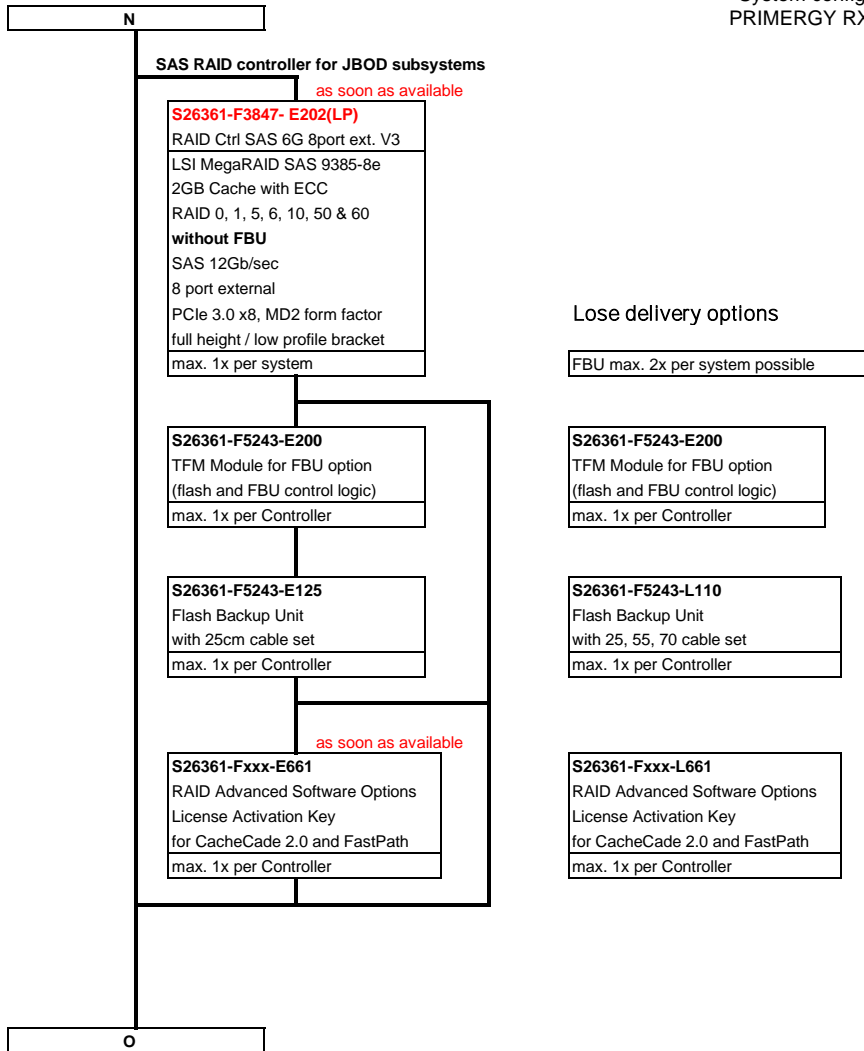 System config
PRIMERGY RX
N
SAS RAID controller for JBOD subsystems
as soon as available
S26361-F3847- E202(LP)
RAID Ctrl SAS 6G 8port ext. V3
LSI MegaRAID SAS 9385-8e
2GB Cache with ECC
RAID 0, 1, 5, 6, 10, 50 & 60
without FBU
SAS 12Gb/sec
8 port external
PCIe 3.0 x8, MD2 form factor
full height / low profile bracket
max. 1x per system
Lose delivery options
FBU max. 2x per system possible
S26361-F5243-E200
TFM Module for FBU option
(flash and FBU control logic)
max. 1x per Controller
S26361-F5243-E200
TFM Module for FBU option
(flash and FBU control logic)
max. 1x per Controller
S26361-F5243-E125
Flash Backup Unit
with 25cm cable set
max. 1x per Controller
S26361-F5243-L110
Flash Backup Unit
with 25, 55, 70 cable set
max. 1x per Controller
as soon as available
S26361-Fxxx-E661
RAID Advanced Software Options
License Activation Key
for CacheCade 2.0 and FastPath
max. 1x per Controller
S26361-Fxxx-L661
RAID Advanced Software Options
License Activation Key
for CacheCade 2.0 and FastPath
max. 1x per Controller
O